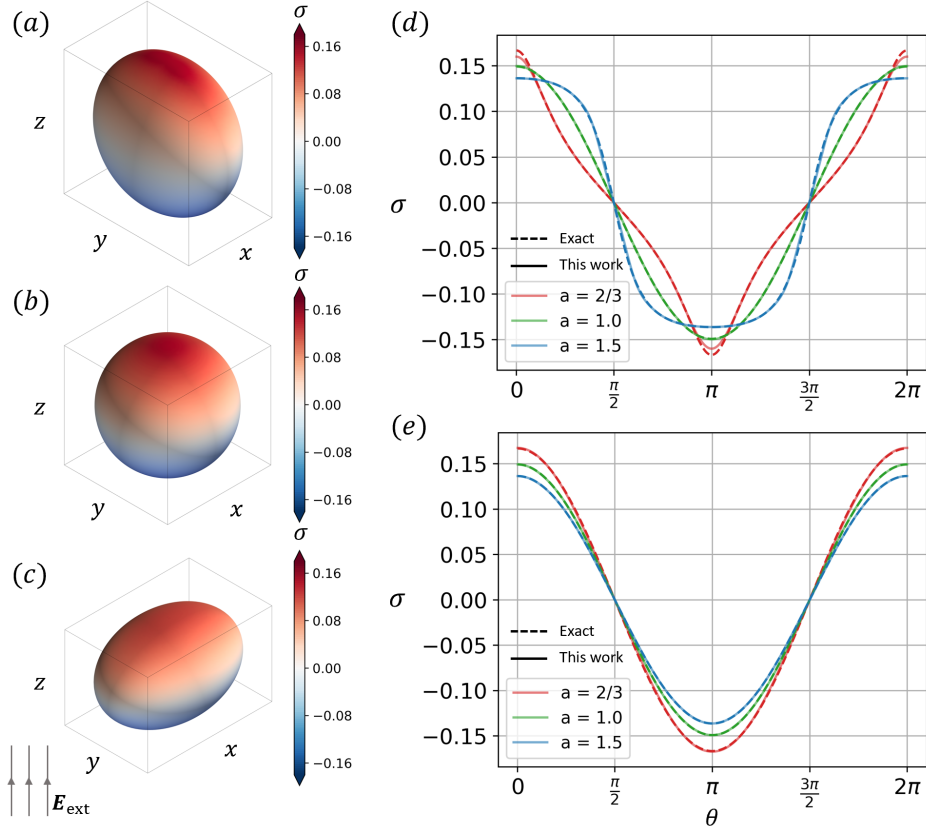 (a)
σ
0.16
0.08
0.00
−0.08
−0.16
z
y
x
(b)
σ
0.16
0.08
0.00
−0.08
−0.16
z
y
x
(c)
σ
0.16
0.08
0.00
−0.08
−0.16
z
y
x
E_ext
(d)
σ
0.15
0.10
0.05
0.00
−0.05
−0.10
−0.15
Exact
This work
a = 2/3
a = 1.0
a = 1.5
0 π/2 π 3π/2 2π
(e)
σ
0.15
0.10
0.05
0.00
−0.05
−0.10
−0.15
Exact
This work
a = 2/3
a = 1.0
a = 1.5
0 π/2 π 3π/2 2π
θ